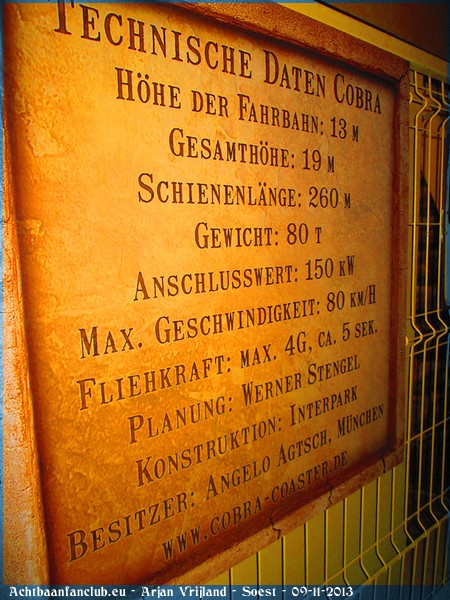 Technische Daten Cobra
Höhe der Fahrbahn: 13 m
Gesamthöhe: 19 m
Schienenlänge: 260 m
Gewicht: 80 t
Anschlusswert: 150 kW
Max. Geschwindigkeit: 80 km/h
Fliehkraft: max. 4G, ca. 5 sek.
Planung: Werner Stengel
Konstruktion: Interpark
Besitzer: Angelo Agtsch, München
www.cobra-coaster.de
Achtbaanfanclub.eu - Arjan Vrijland - Soest - 09-11-2013